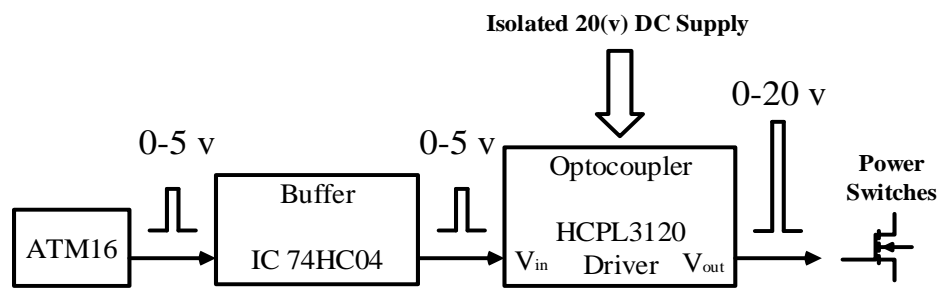 Isolated 20(v) DC Supply
0-5 v
0-5 v
0-20 v
Buffer
Optocoupler
Power
Switches
ATM16
IC 74HC04
HCPL3120
Vin
Driver
Vout